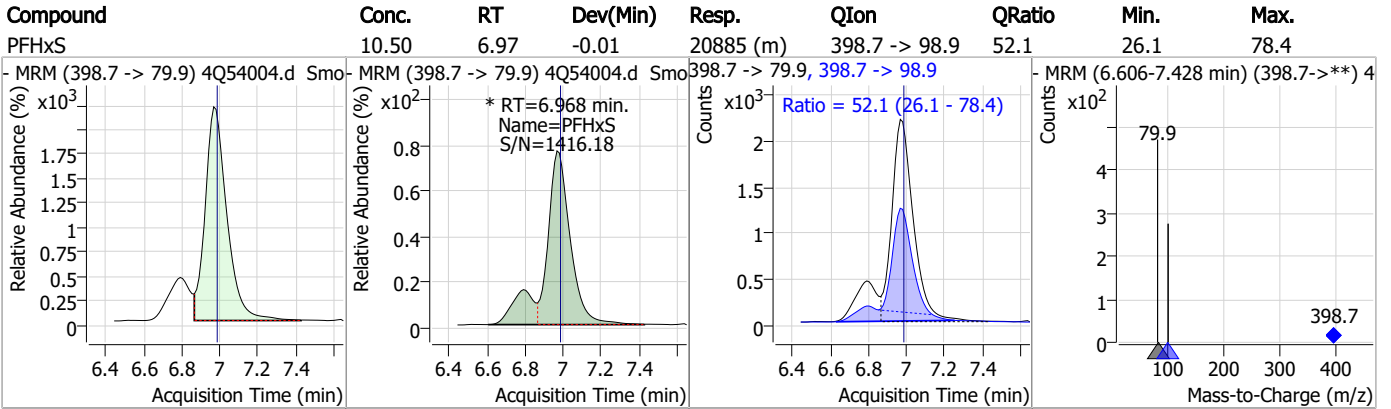 Compound Conc. RT Dev(Min) Resp. QIon QRatio Min. Max.
PFHxS 10.50 6.97 -0.01 20885 (m) 398.7 -> 98.9 52.1 26.1 78.4
- MRM (398.7 -> 79.9) 4Q54004.d Smo
Relative Abundance (%)
x10³
1.75
1.5
1.25
1
0.75
0.5
0.25
0
6.4 6.6 6.8 7 7.2 7.4
Acquisition Time (min)
- MRM (398.7 -> 79.9) 4Q54004.d Smo
Relative Abundance (%)
x10²
* RT=6.968 min.
Name=PFHxS
S/N=1416.18
0.8
0.6
0.4
0.2
0
6.4 6.6 6.8 7 7.2 7.4
Acquisition Time (min)
398.7 -> 79.9, 398.7 -> 98.9
Counts
x10³
Ratio = 52.1 (26.1 - 78.4)
2
1.5
1
0.5
0
6.4 6.6 6.8 7 7.2 7.4
Acquisition Time (min)
- MRM (6.606-7.428 min) (398.7->**) 4
Counts
x10²
79.9
4
3
2
1
0
398.7
100 200 300 400
Mass-to-Charge (m/z)